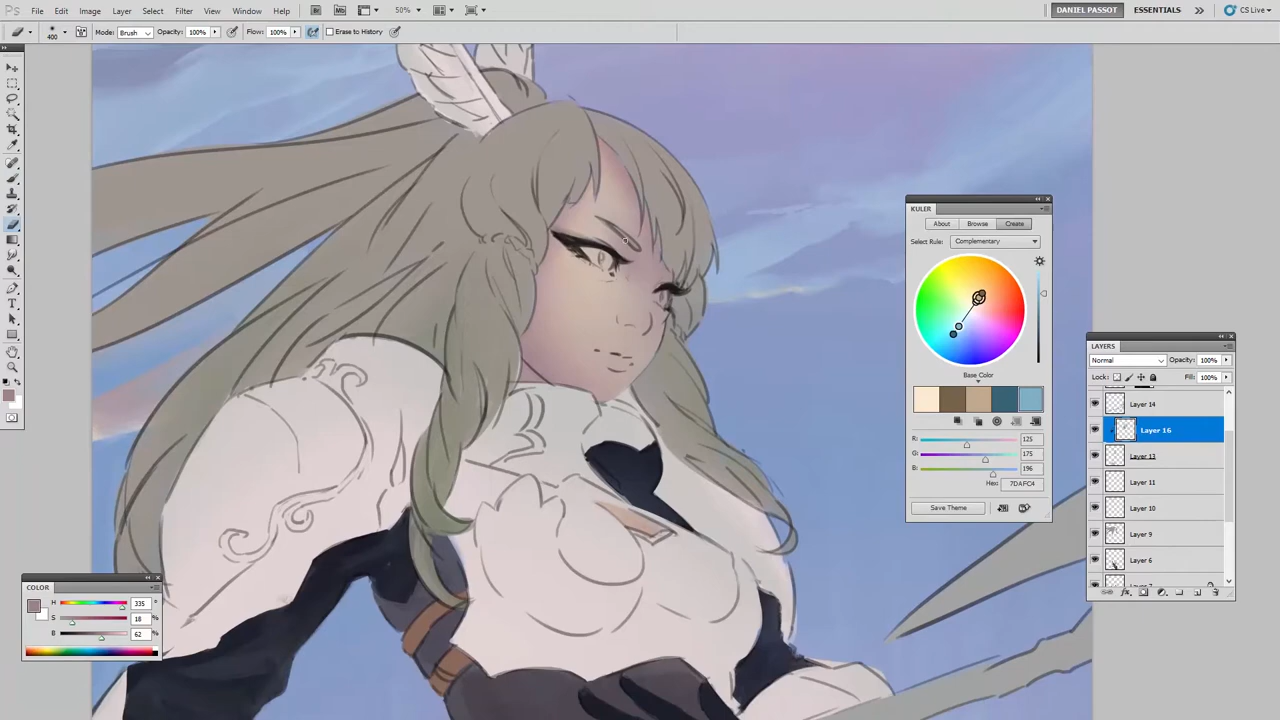 Ps File Edit Image Layer Select Filter View Window Help Br Mb 50% DANIEL PASSOT ESSENTIALS CS Live
400 Mode: Brush Opacity: 100% Flow: 100% Erase to History
KULER
About Browse Create
Select Rule: Complementary
Base Color
R: 125
G: 175
B: 196
Hex: 7DAFC4
Save Theme
LAYERS
Normal Opacity: 100%
Lock: Fill: 100%
Layer 14
Layer 16
Layer 13
Layer 11
Layer 10
Layer 9
Layer 6
COLOR
H 335 °
S 18 %
B 62 %